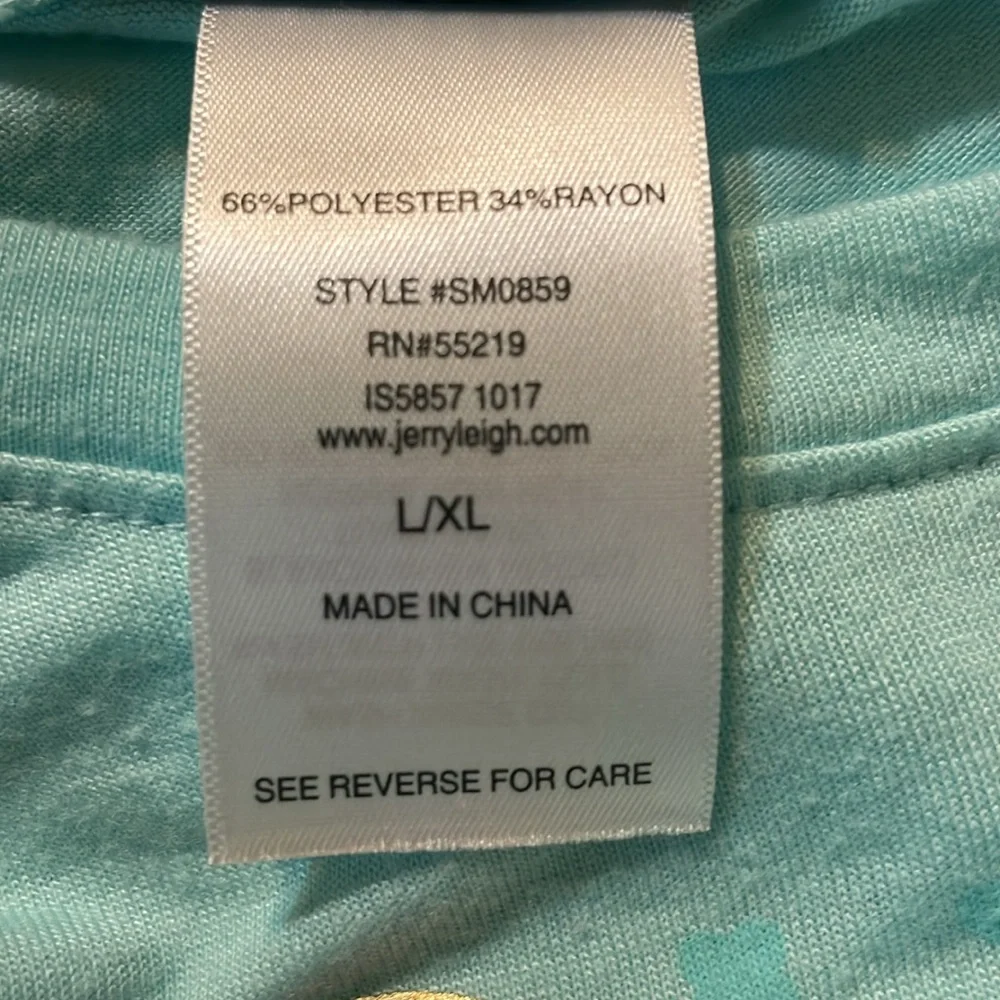 66%POLYESTER 34%RAYON
STYLE #SM0859
RN#55219
IS5857 1017
www.jerryleigh.com
L/XL
MADE IN CHINA
SEE REVERSE FOR CARE